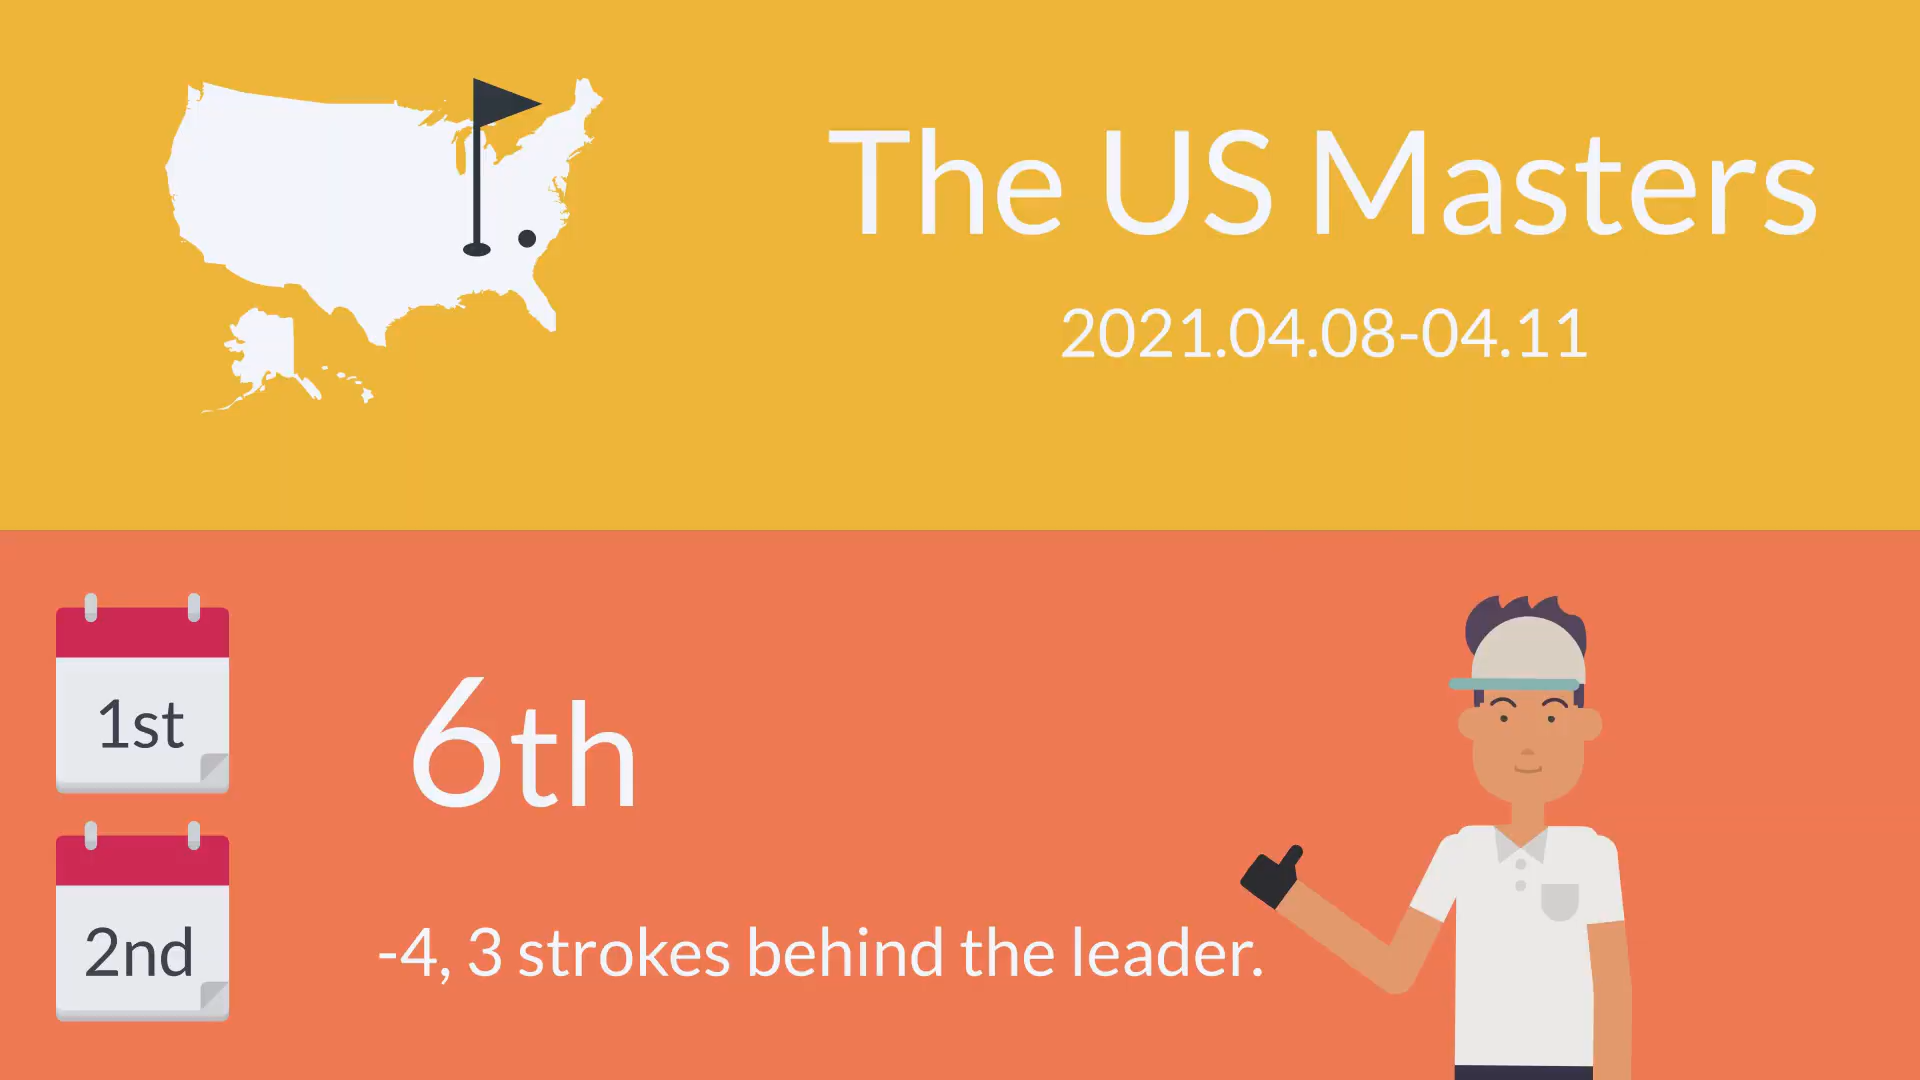 The US Masters
2021.04.08-04.11
1st
6th
2nd
-4, 3 strokes behind the leader.